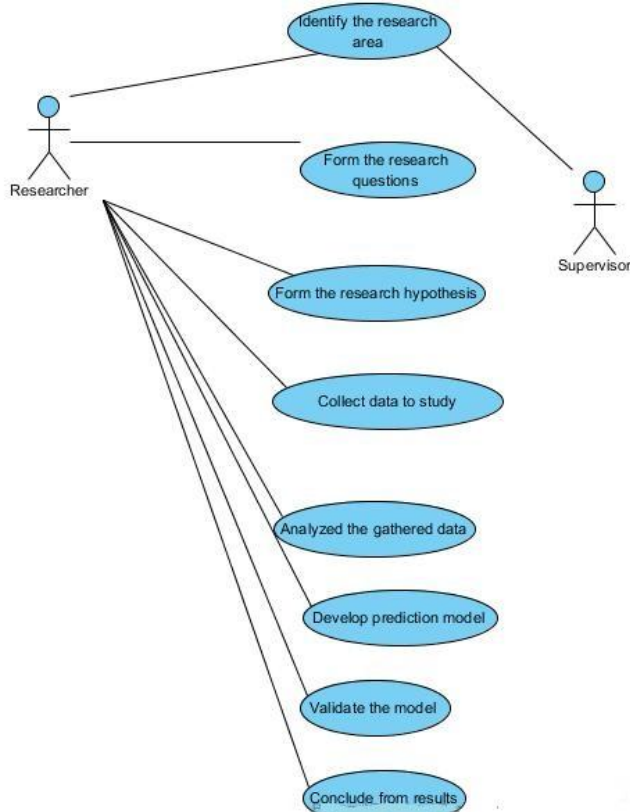 Identify the research
area
Researcher
Form the research
questions
Supervisor
Form the research hypothesis
Collect data to study
Analyzed the gathered data
Develop prediction model
Validate the model
Conclude from results